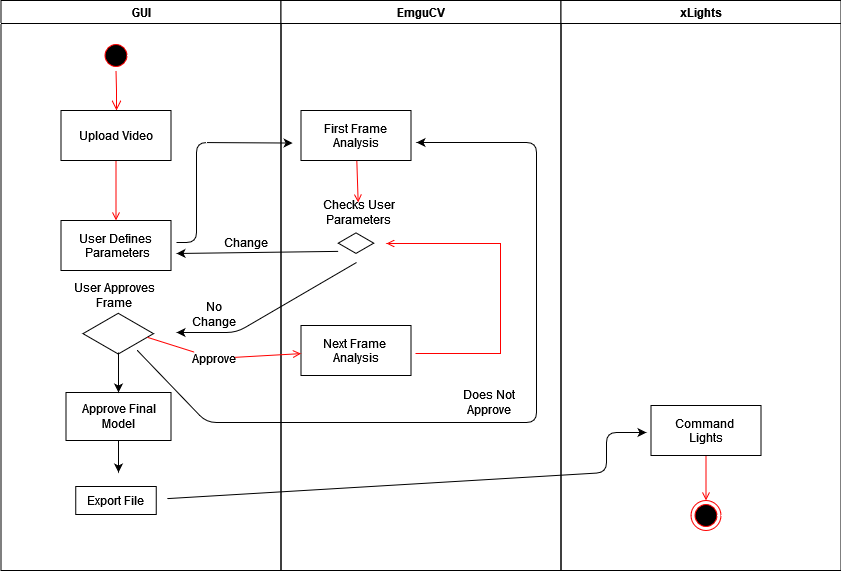 GUI
EmguCV
xLights
Upload Video
First Frame
Analysis
Checks User
Parameters
User Defines
Parameters
Change
User Approves
Frame
No
Change
Approve
Next Frame
Analysis
Does Not
Approve
Approve Final
Model
Command
Lights
Export File